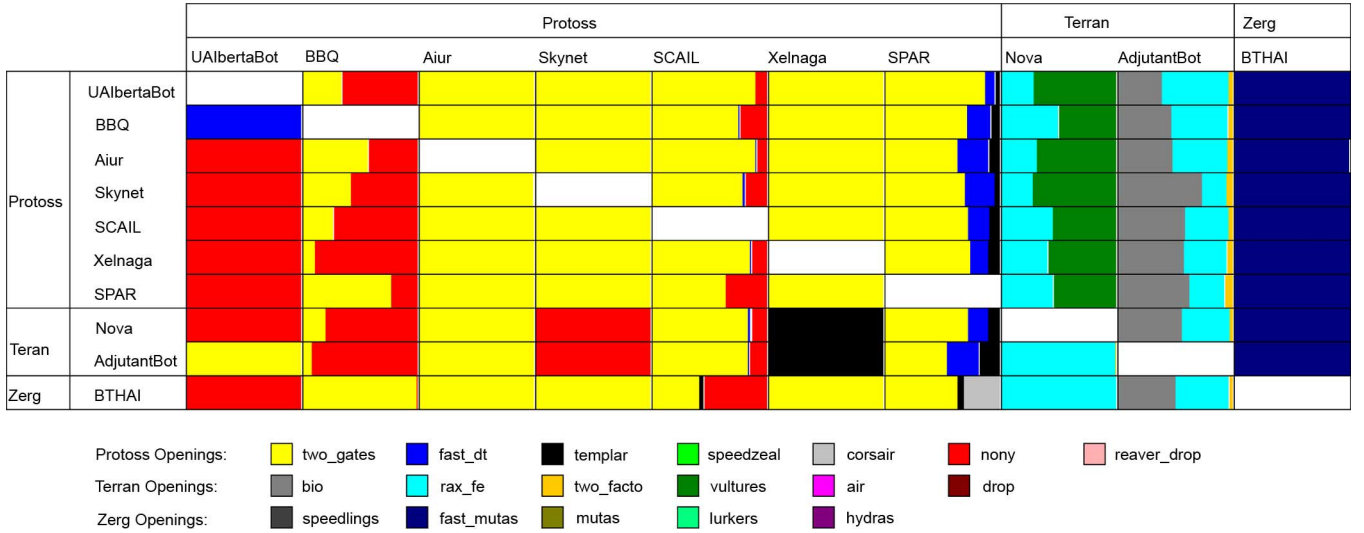 Protoss Terran Zerg
UAlbertaBot BBQ Aiur Skynet SCAIL Xelnaga SPAR Nova AdjutantBot BTHAI
Protoss
UAlbertaBot
BBQ
Aiur
Skynet
SCAIL
Xelnaga
SPAR
Teran
Nova
AdjutantBot
Zerg BTHAI
Protoss Openings: two_gates fast_dt templar speedzeal corsair nony reaver_drop
Terran Openings: bio rax_fe two_facto vultures air drop
Zerg Openings: speedlings fast_mutas mutas lurkers hydras